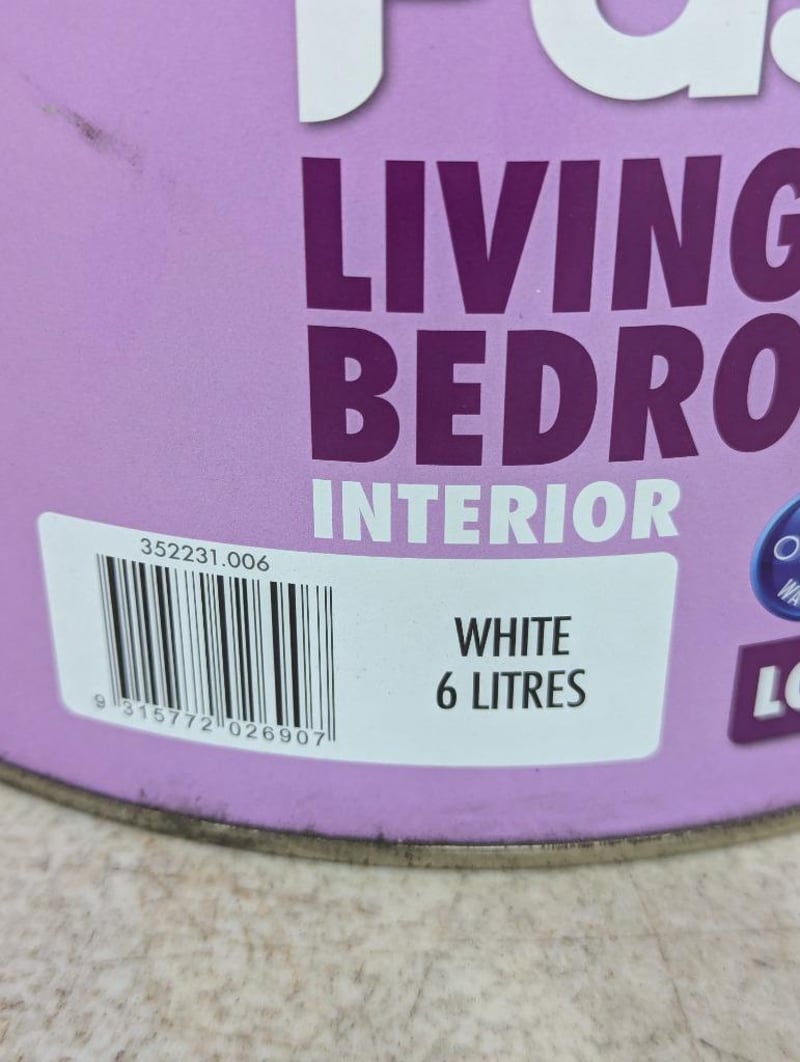 LIVING
BEDRO
INTERIOR
352231.006
WHITE
6 LITRES
9 315772 026907